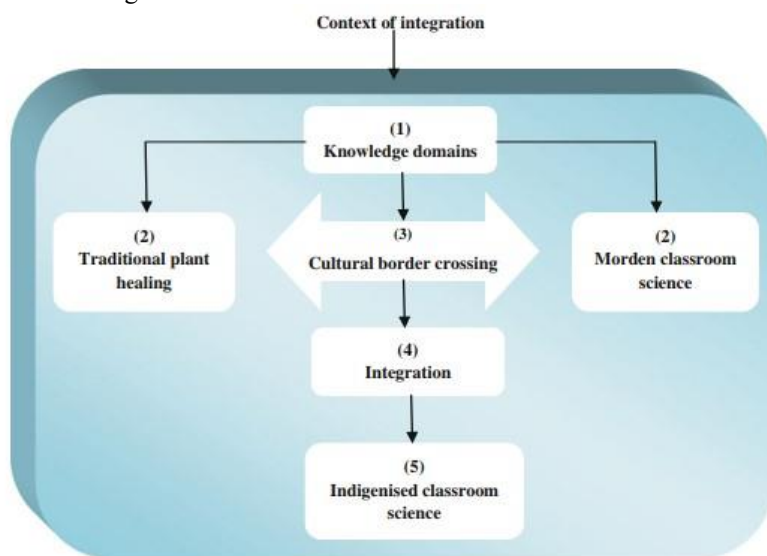 Context of integration
(1)
Knowledge domains
(2)
Traditional plant
healing
(3)
Cultural border crossing
(2)
Morden classroom
science
(4)
Integration
(5)
Indigenised classroom
science